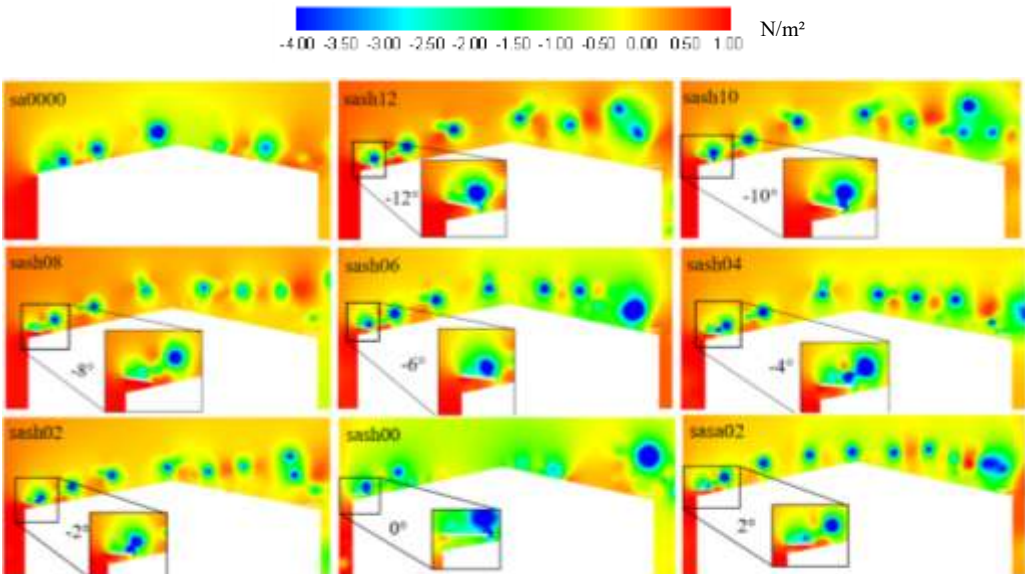 -4.00 -3.50 -3.00 -2.50 -2.00 -1.50 -1.00 -0.50 0.00 0.50 1.00 N/m²
sa0000 sash12 sash10
-12° -10°
sash08 sash06 sash04
-8° -6° -4°
sash02 sash00 sasa02
-2° 0° 2°